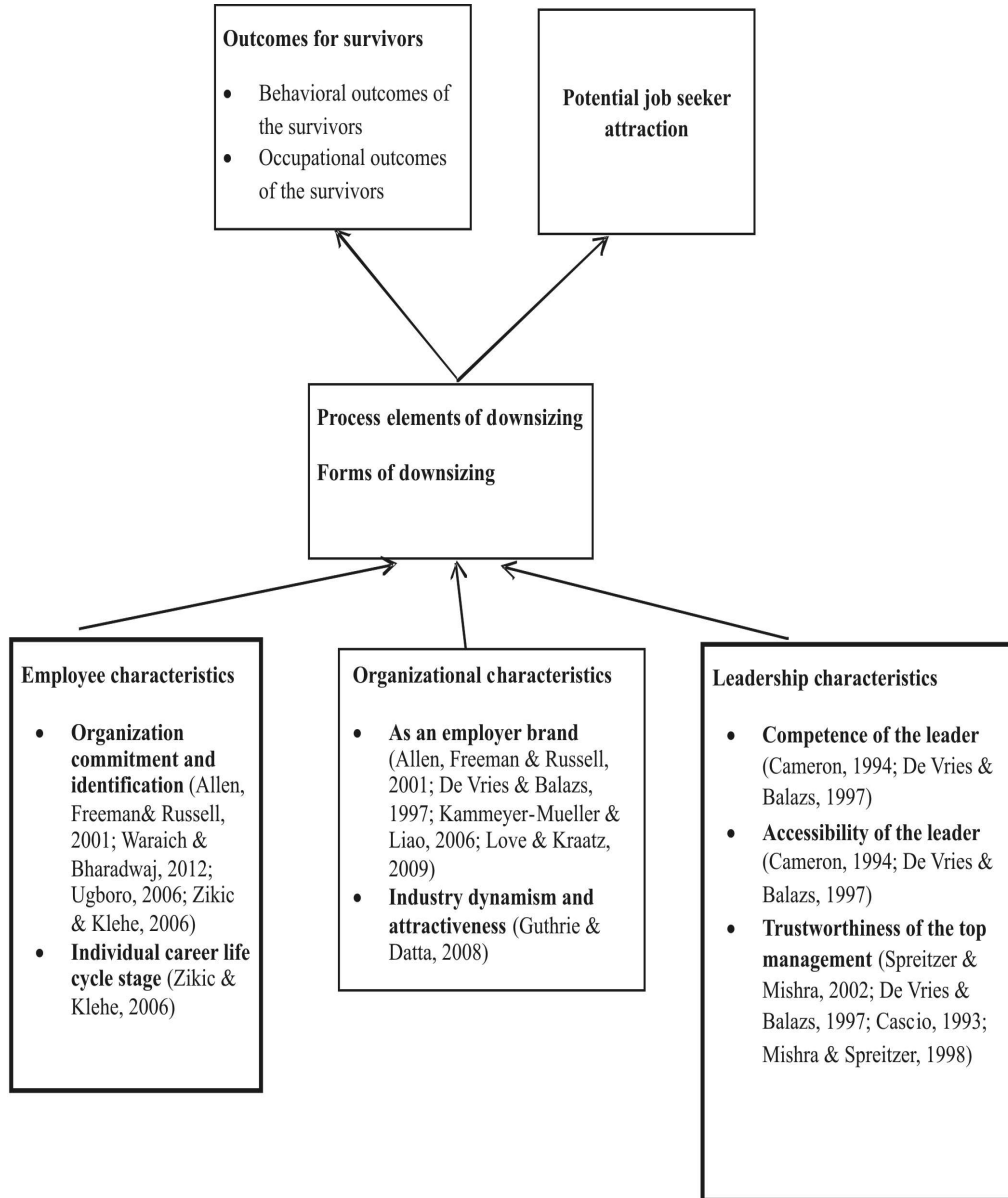 Outcomes for survivors
• Behavioral outcomes of
the survivors
• Occupational outcomes
of the survivors
Potential job seeker
attraction
Process elements of downsizing
Forms of downsizing
Employee characteristics
• Organization
commitment and
identification (Allen,
Freeman& Russell,
2001; Waraich &
Bharadwaj, 2012;
Ugboro, 2006; Zikic
& Klehe, 2006)
• Individual career life
cycle stage (Zikic &
Klehe, 2006)
Organizational characteristics
• As an employer brand
(Allen, Freeman & Russell,
2001; De Vries & Balazs,
1997; Kammeyer-Mueller &
Liao, 2006; Love & Kraatz,
2009)
• Industry dynamism and
attractiveness (Guthrie &
Datta, 2008)
Leadership characteristics
• Competence of the leader
(Cameron, 1994; De Vries &
Balazs, 1997)
• Accessibility of the leader
(Cameron, 1994; De Vries &
Balazs, 1997)
• Trustworthiness of the top
management (Spreitzer &
Mishra, 2002; De Vries &
Balazs, 1997; Cascio, 1993;
Mishra & Spreitzer, 1998)